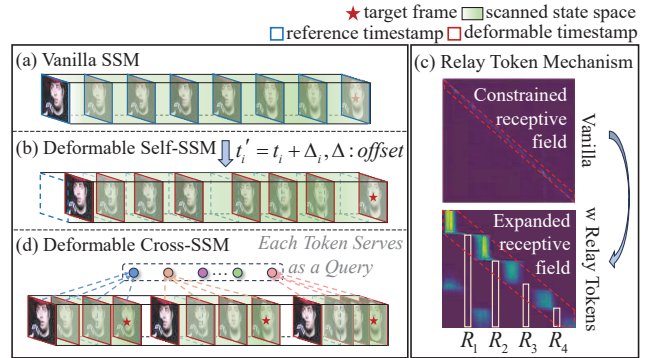 target frame scanned state space
reference timestamp deformable timestamp
(a) Vanilla SSM
(b) Deformable Self-SSM
t_i' = t_i + Δ_i, Δ: offset
(d) Deformable Cross-SSM
Each Token Serves
as a Query
...
(c) Relay Token Mechanism
Constrained
receptive
field
Vanilla
Expanded
receptive
field
w Relay Tokens
R_1 R_2 R_3 R_4